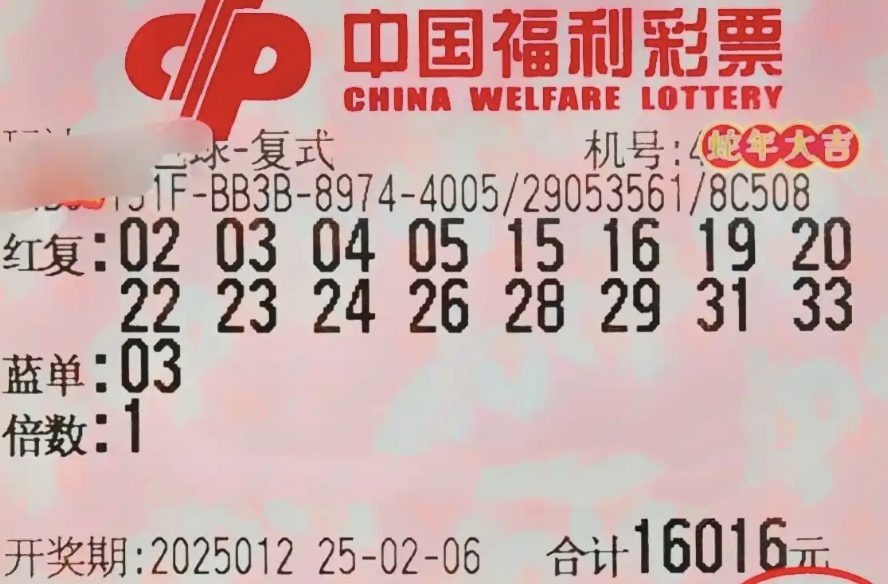 中国福利彩票
CHINA WELFARE LOTTERY
球-复式 机号: 蛇年大吉
51F-BB3B-8974-4005/29053561/8C508
红复:02 03 04 05 15 16 19 20
22 23 24 26 28 29 31 33
蓝单:03
倍数:1
开奖期:2025012 25-02-06 合计16016元